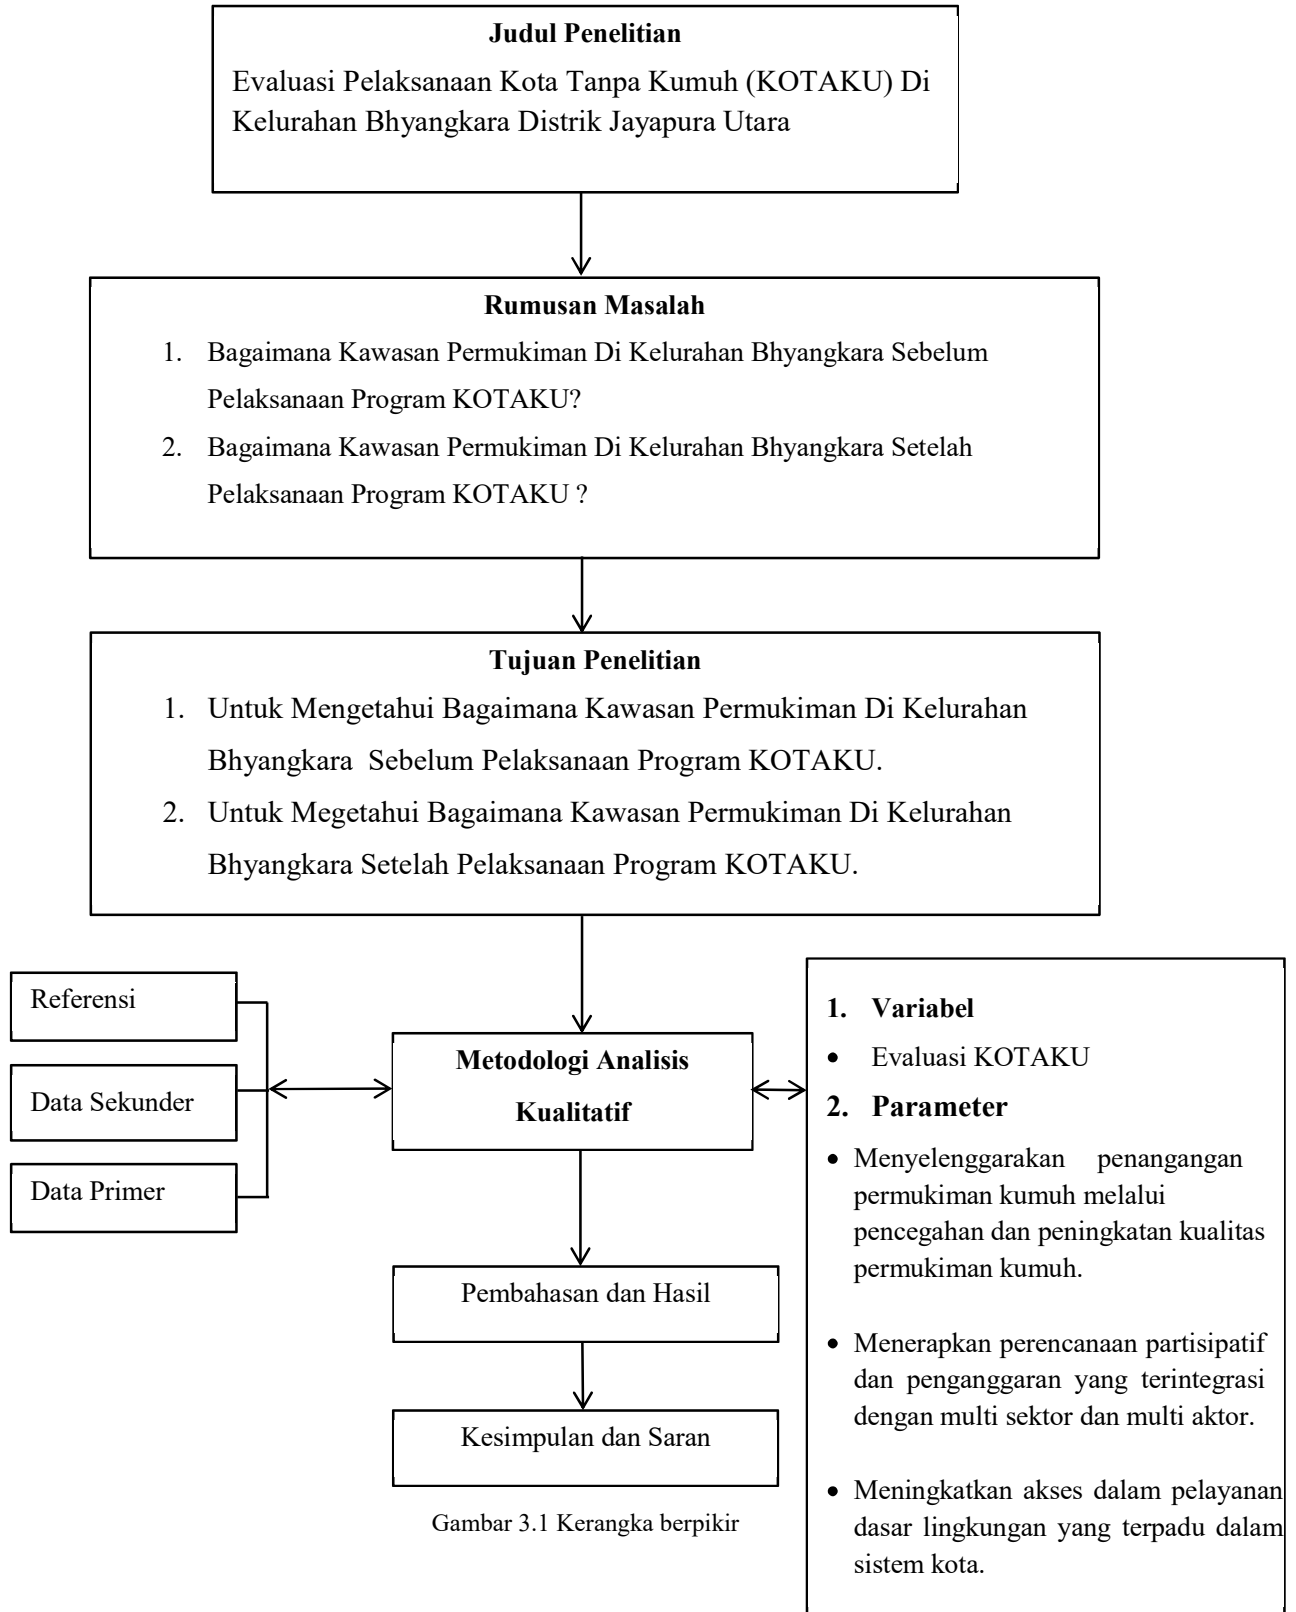 Judul Penelitian
Evaluasi Pelaksanaan Kota Tanpa Kumuh (KOTAKU) Di
Kelurahan Bhyangkara Distrik Jayapura Utara
Rumusan Masalah
1. Bagaimana Kawasan Permukiman Di Kelurahan Bhyangkara Sebelum
Pelaksanaan Program KOTAKU?
2. Bagaimana Kawasan Permukiman Di Kelurahan Bhyangkara Setelah
Pelaksanaan Program KOTAKU ?
Tujuan Penelitian
1. Untuk Mengetahui Bagaimana Kawasan Permukiman Di Kelurahan
Bhyangkara Sebelum Pelaksanaan Program KOTAKU.
2. Untuk Megetahui Bagaimana Kawasan Permukiman Di Kelurahan
Bhyangkara Setelah Pelaksanaan Program KOTAKU.
Referensi
Data Sekunder
Data Primer
Metodologi Analisis
Kualitatif
1. Variabel
• Evaluasi KOTAKU
2. Parameter
• Menyelenggarakan penangangan
permukiman kumuh melalui
pencegahan dan peningkatan kualitas
permukiman kumuh.
• Menerapkan perencanaan partisipatif
dan penganggaran yang terintegrasi
dengan multi sektor dan multi aktor.
• Meningkatkan akses dalam pelayanan
dasar lingkungan yang terpadu dalam
sistem kota.
Pembahasan dan Hasil
Kesimpulan dan Saran
Gambar 3.1 Kerangka berpikir